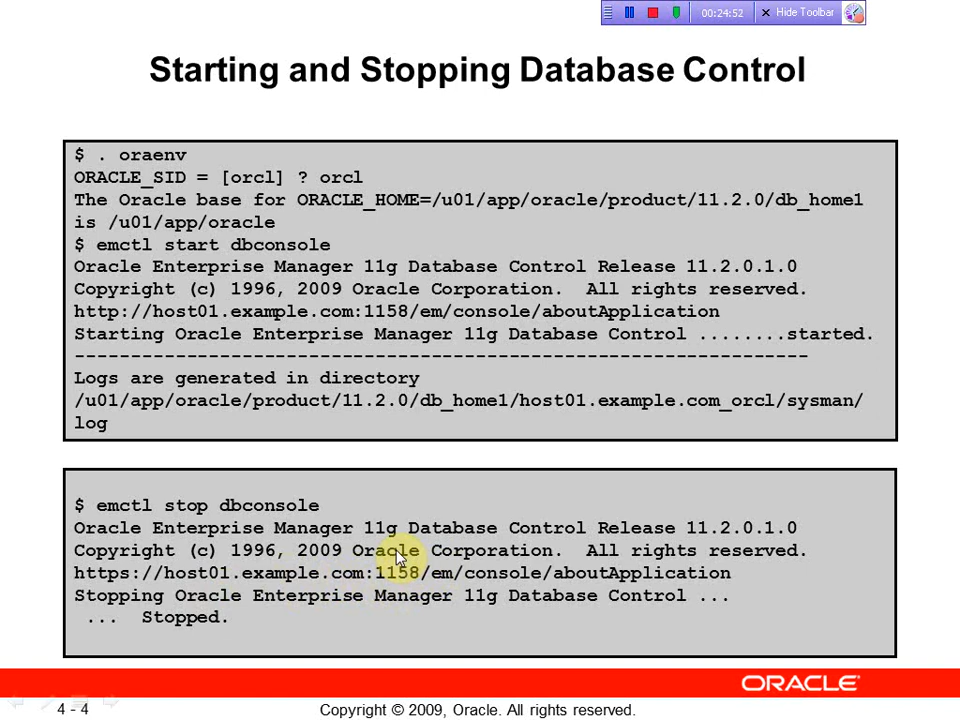 00:24:52
Hide Toolbar
Starting and Stopping Database Control
$ . oraenv
ORACLE_SID = [orcl] ? orcl
The Oracle base for ORACLE_HOME=/u01/app/oracle/product/11.2.0/db_home1
is /u01/app/oracle
$ emctl start dbconsole
Oracle Enterprise Manager 11g Database Control Release 11.2.0.1.0
Copyright (c) 1996, 2009 Oracle Corporation.  All rights reserved.
http://host01.example.com:1158/em/console/aboutApplication
Starting Oracle Enterprise Manager 11g Database Control ........started.
------------------------------------------------------------------
Logs are generated in directory
/u01/app/oracle/product/11.2.0/db_home1/host01.example.com_orcl/sysman/
log
$ emctl stop dbconsole
Oracle Enterprise Manager 11g Database Control Release 11.2.0.1.0
Copyright (c) 1996, 2009 Oracle Corporation.  All rights reserved.
https://host01.example.com:1158/em/console/aboutApplication
Stopping Oracle Enterprise Manager 11g Database Control ...
 ...  Stopped.
ORACLE
4 - 4
Copyright © 2009, Oracle. All rights reserved.